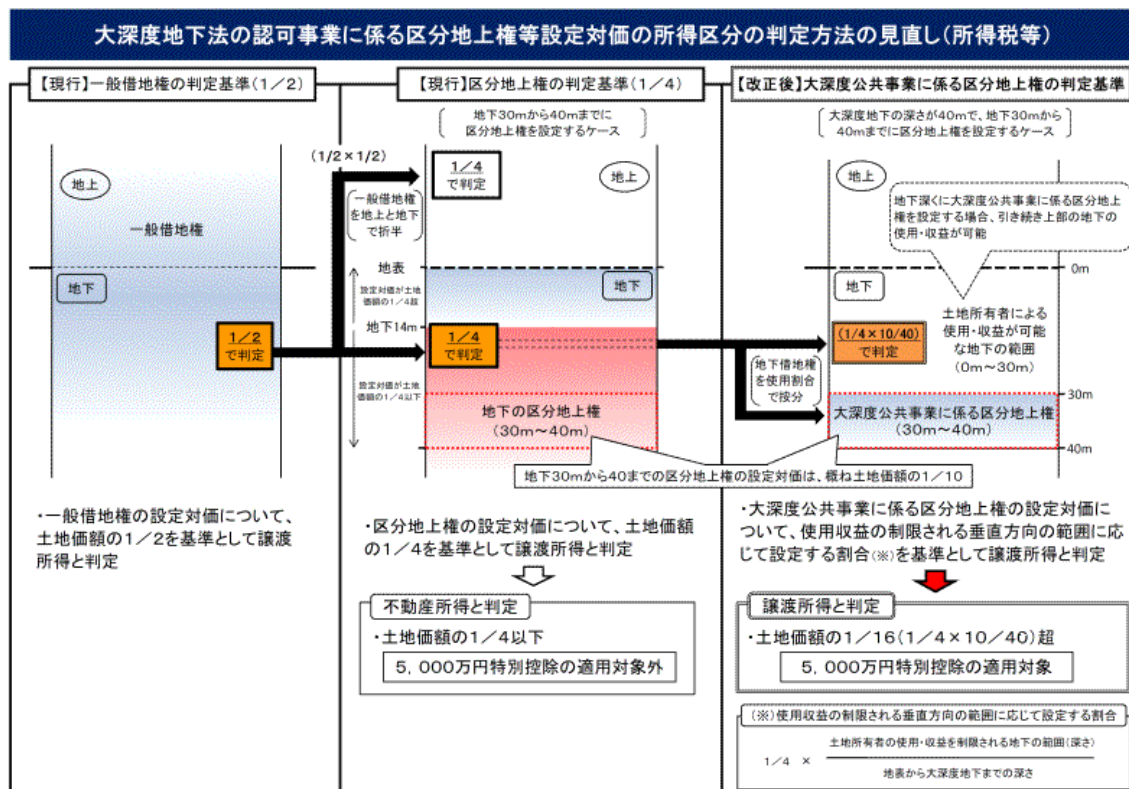 大深度地下法の認可事業に係る区分地上権等設定対価の所得区分の判定方法の見直し(所得税等)
【現行】一般借地権の判定基準(1/2)
地上
一般借地権
地下
1/2
で判定
・一般借地権の設定対価について、
土地価額の1/2を基準として譲渡
所得と判定
【現行】区分地上権の判定基準(1/4)
地下30mから40mまでに
区分地上権を設定するケース
(1/2×1/2)
1/4
で判定
地上
一般借地権
を地上と地下
で折半
地表
設定対価が土地
価額の1/4超
地下
地下14m
1/4
で判定
設定対価が土地
価額の1/4以下
地下の区分地上権
(30m~40m)
地下30mから40までの区分地上権の設定対価は、概ね土地価額の1/10
・区分地上権の設定対価について、土地価額
の1/4を基準として譲渡所得と判定
不動産所得と判定
・土地価額の1/4以下
5,000万円特別控除の適用対象外
【改正後】大深度公共事業に係る区分地上権の判定基準
大深度地下の深さが40mで、地下30mから
40mまでに区分地上権を設定するケース
地上
地下深くに大深度公共事業に係る区分地上
権を設定する場合、引き続き上部の地下の
使用・収益が可能
0m
地下
(1/4×10/40)
で判定
土地所有者による
使用・収益が可能
な地下の範囲
(0m~30m)
地下借地権
を使用割合
で按分
30m
大深度公共事業に係る区分地上権
(30m~40m)
40m
・大深度公共事業に係る区分地上権の設定対価に
ついて、使用収益の制限される垂直方向の範囲に応
じて設定する割合(※)を基準として譲渡所得と判定
譲渡所得と判定
・土地価額の1/16(1/4×10/40)超
5,000万円特別控除の適用対象
(※)使用収益の制限される垂直方向の範囲に応じて設定する割合
土地所有者の使用・収益を制限される地下の範囲(深さ)
1/4 ×
地表から大深度地下までの深さ